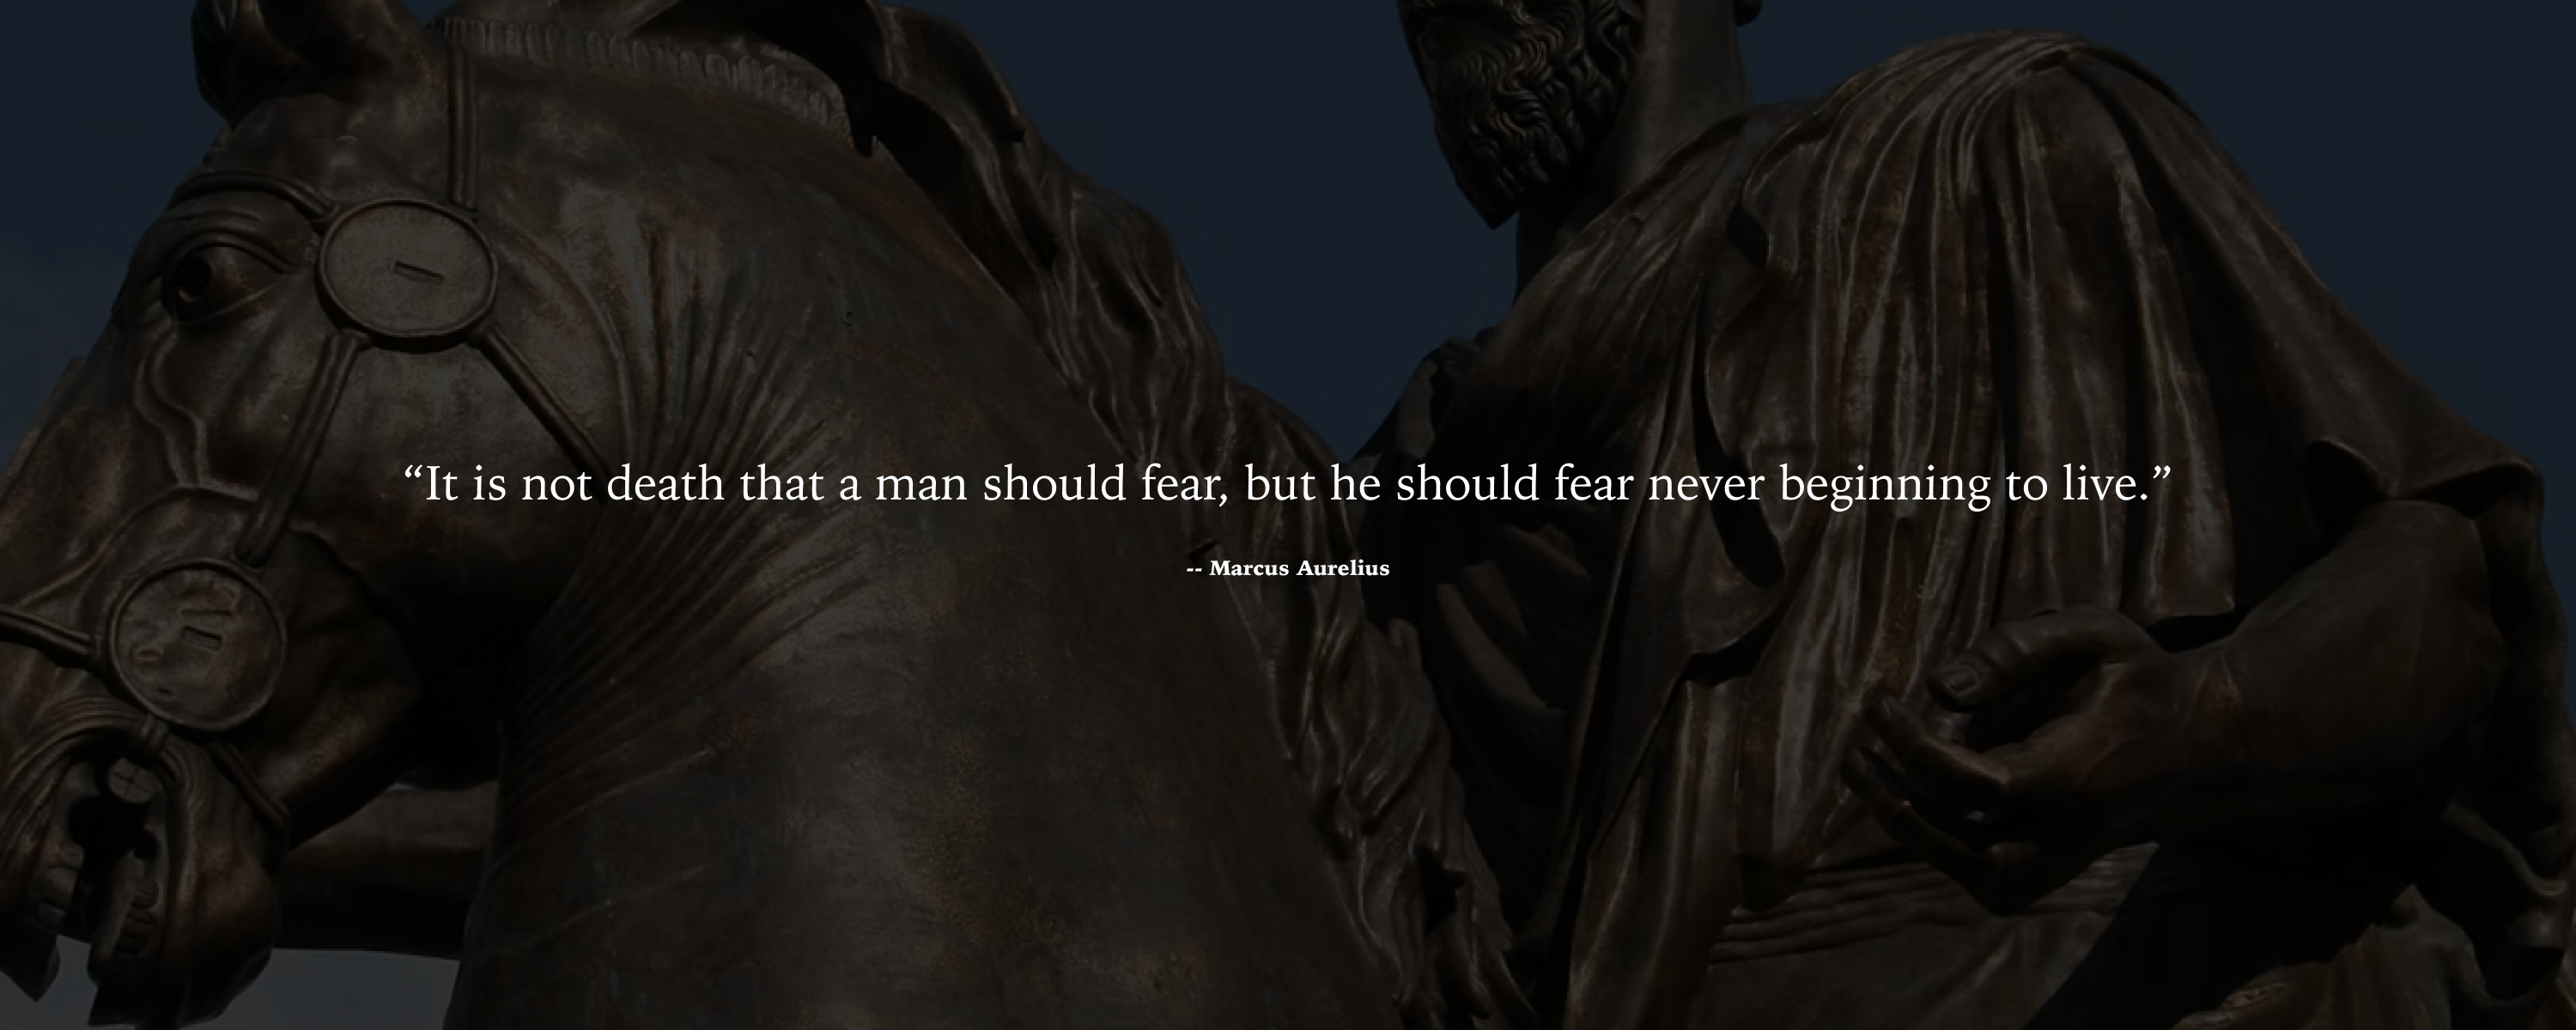 “It is not death that a man should fear, but he should fear never beginning to live.”
-- Marcus Aurelius